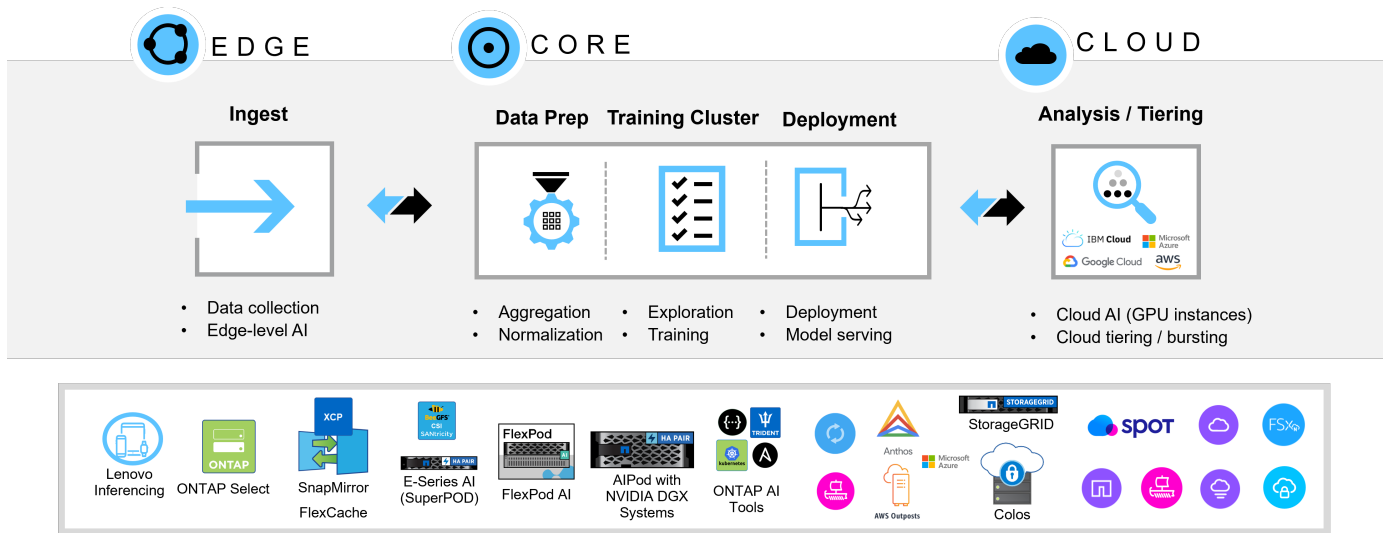 EDGE
CORE
CLOUD
Ingest
Data Prep
Training Cluster
Deployment
Analysis / Tiering
IBM Cloud
Microsoft
Azure
Google Cloud
aws
• Data collection
• Edge-level AI
• Aggregation
• Normalization
• Exploration
• Training
• Deployment
• Model serving
• Cloud AI (GPU instances)
• Cloud tiering / bursting
Lenovo
Inferencing
ONTAP
ONTAP Select
XCP
SnapMirror
FlexCache
BeeGFS
CSI
SANtricity
HA PAIR
E-Series AI
(SuperPOD)
FlexPod
AI
FlexPod AI
HA PAIR
AIPod with
NVIDIA DGX
Systems
{··}
TRIDENT
kubernetes
A
ONTAP AI
Tools
Anthos
Microsoft
Azure
AWS Outposts
STORAGEGRID
StorageGRID
Colos
spot
FSx